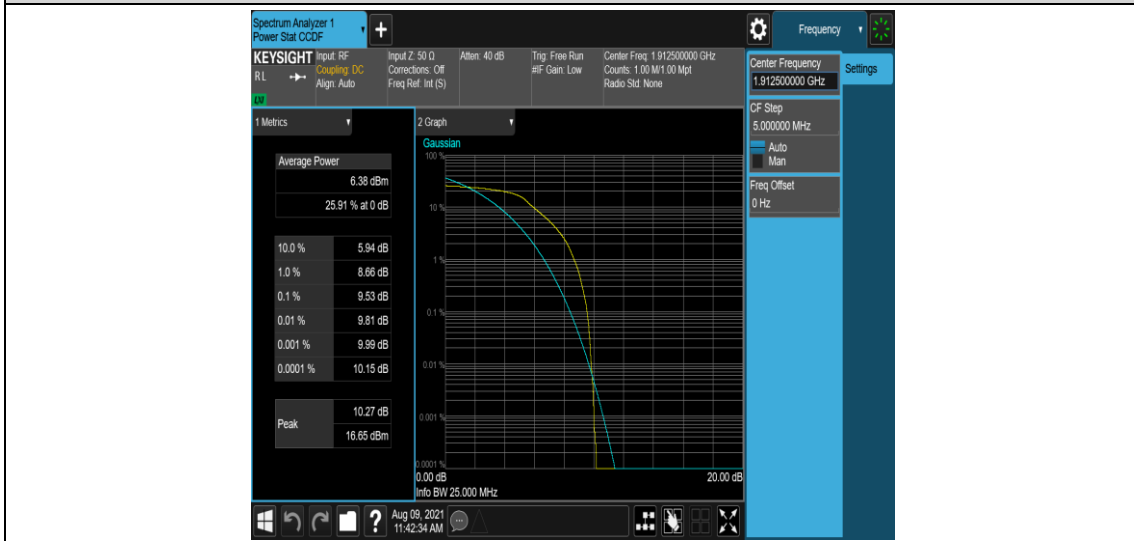 Spectrum Analyzer 1
Power Stat CCDF
Frequency
KEYSIGHT
RL
LXI
Input: RF
Coupling: DC
Align: Auto
Input Z: 50 Ω
Corrections: Off
Freq Ref: Int (S)
Atten: 40 dB
Trig: Free Run
#IF Gain: Low
Center Freq: 1.912500000 GHz
Counts: 1.00 M/1.00 Mpt
Radio Std: None
Center Frequency
1.912500000 GHz
Settings
CF Step
5.000000 MHz
Auto
Man
Freq Offset
0 Hz
1 Metrics
Average Power
6.38 dBm
25.91 % at 0 dB
10.0 % 5.94 dB
1.0 % 8.66 dB
0.1 % 9.53 dB
0.01 % 9.81 dB
0.001 % 9.99 dB
0.0001 % 10.15 dB
Peak
10.27 dB
16.65 dBm
2 Graph
Gaussian
100 %
10 %
1 %
0.1 %
0.01 %
0.001 %
0.0001 %
0.00 dB 20.00 dB
Info BW 25.000 MHz
?
Aug 09, 2021
11:42:34 AM